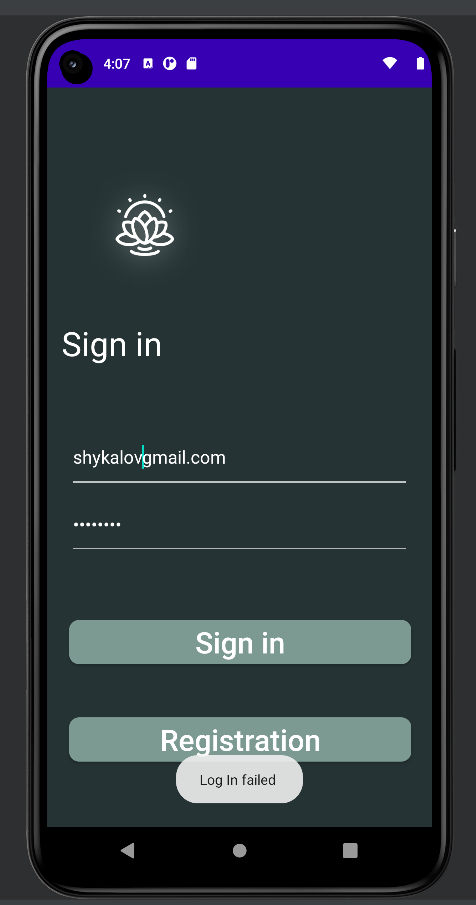 4:07
Sign in
shykalovgmail.com
••••••••
Sign in
Registration
Log In failed